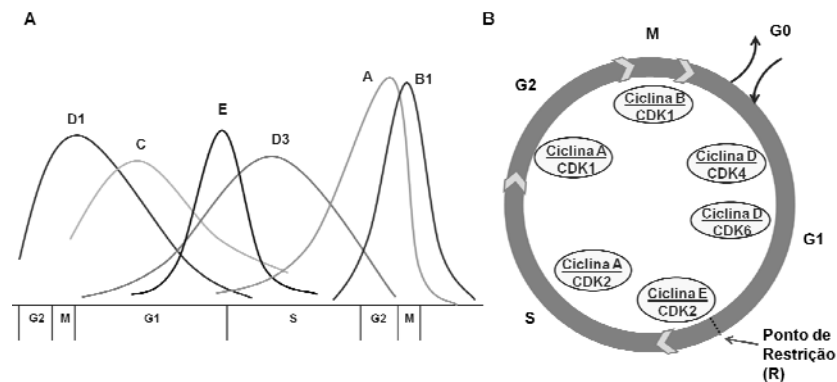 A
D1
C
E
D3
A
B1
G2
M
G1
S
G2
M
B
M
G0
G2
Ciclina B
CDK1
Ciclina A
CDK1
Ciclina D
CDK4
Ciclina D
CDK6
G1
Ciclina A
CDK2
Ciclina E
CDK2
S
Ponto de
Restrição
(R)